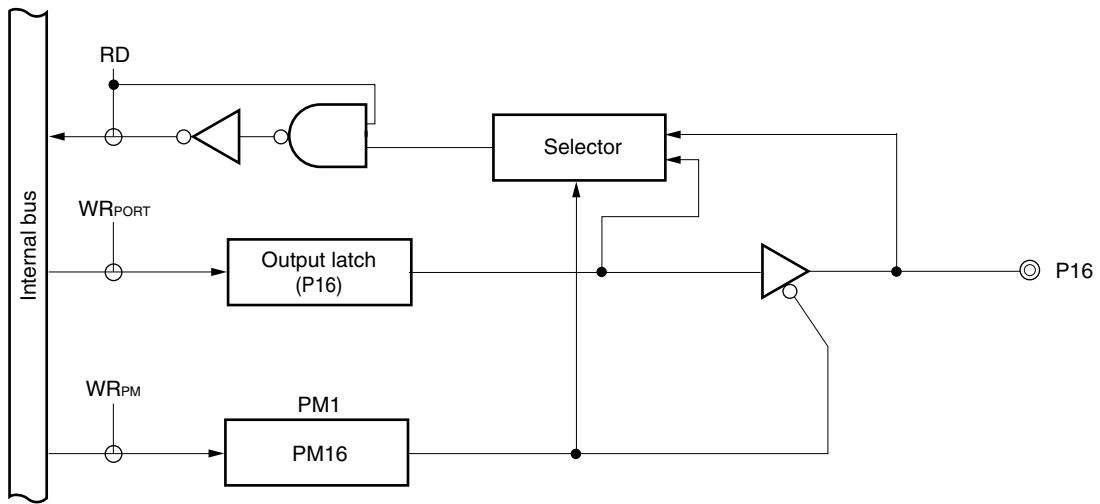 RD
Selector
WRPORT
Internal bus
Output latch
(P16)
P16
WRPM
PM1
PM16